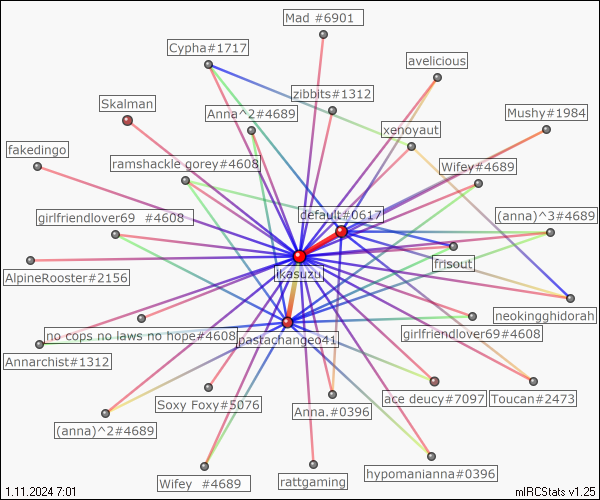 Mad #6901
Cypha#1717
avelicious
zibbits#1312
Skalman
Anna^2#4689
Mushy#1984
xenoyaut
fakedingo
ramshackle gorey#4608
Wifey#4689
girlfriendlover69 #4608
default#0617
(anna)^3#4689
frisout
ikasuzu
AlpineRooster#2156
neokingghidorah
no cops no laws no hope#4608
pastachangeo41
girlfriendlover69#4608
Annarchist#1312
Soxy Foxy#5076
Anna.#0396
ace deucy#7097
Toucan#2473
(anna)^2#4689
hypomanianna#0396
Wifey #4689
rattgaming
1.11.2024 7:01
mIRCStats v1.25